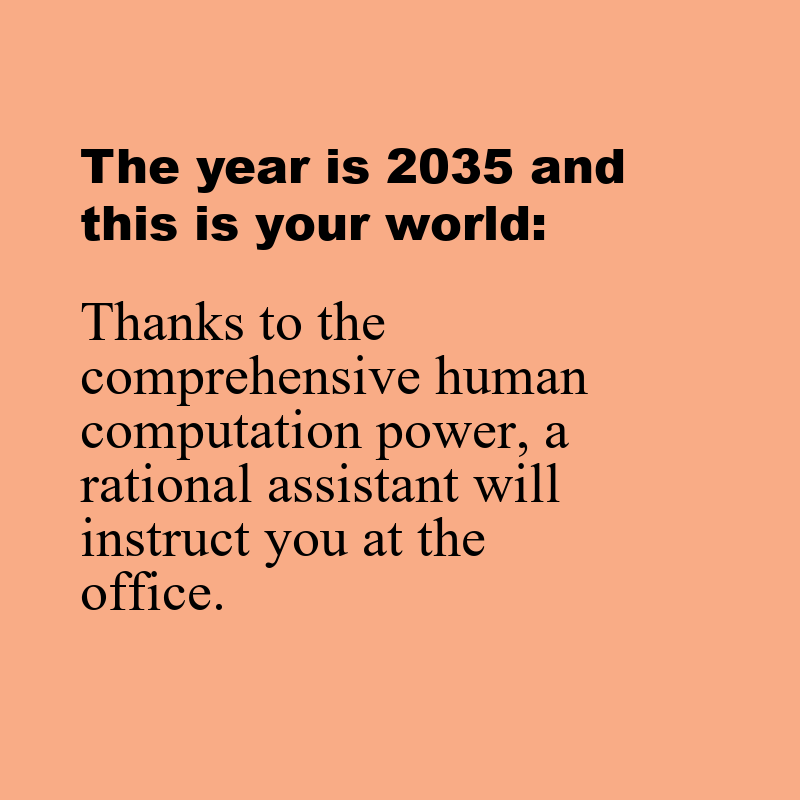 The year is 2035 and
this is your world:
Thanks to the
comprehensive human
computation power, a
rational assistant will
instruct you at the
office.